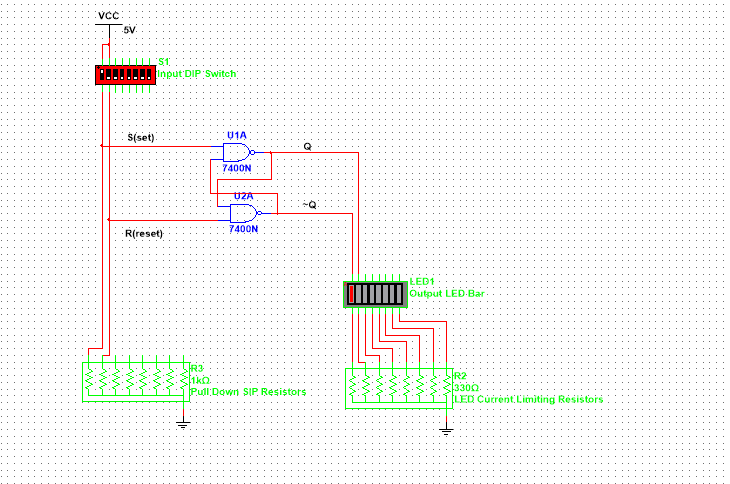 VCC
5V
S1
Input DIP Switch
S(set)
U1A
Q
7400N
U2A
~Q
7400N
R(reset)
LED1
Output LED Bar
R3
1kΩ
Pull Down SIP Resistors
R2
330Ω
LED Current Limiting Resistors